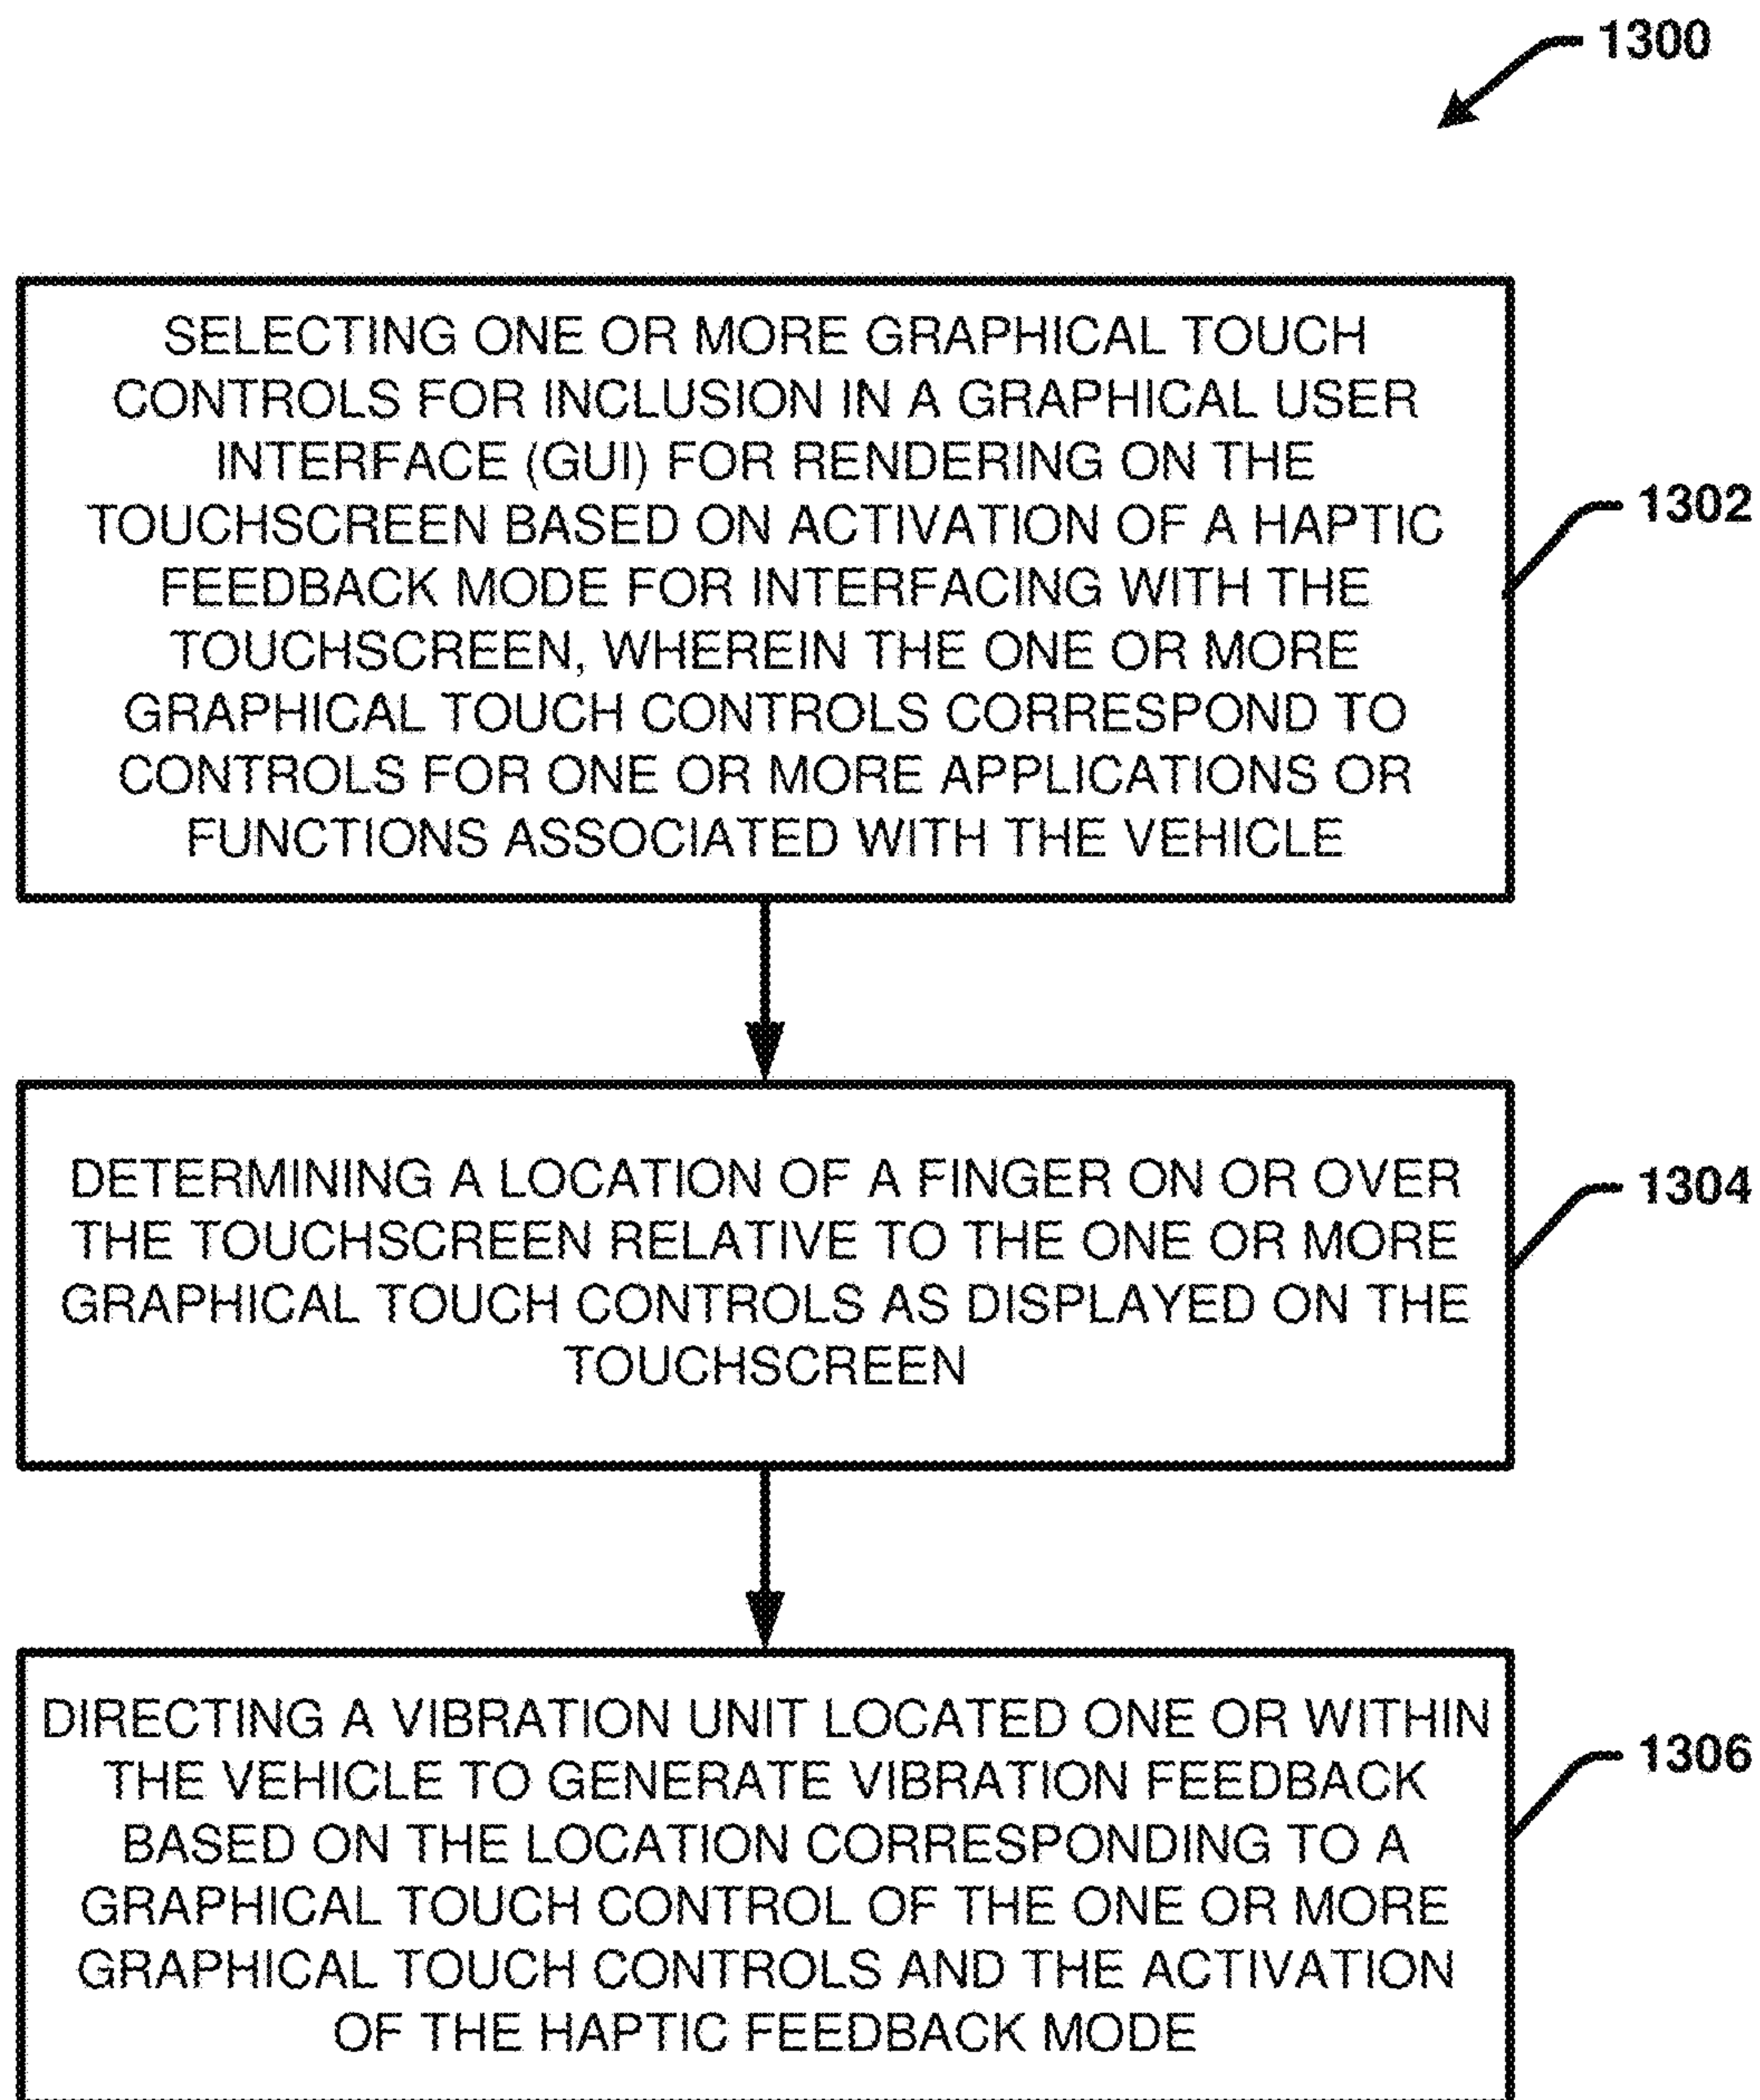 1300
SELECTING ONE OR MORE GRAPHICAL TOUCH
CONTROLS FOR INCLUSION IN A GRAPHICAL USER
INTERFACE (GUI) FOR RENDERING ON THE
TOUCHSCREEN BASED ON ACTIVATION OF A HAPTIC
FEEDBACK MODE FOR INTERFACING WITH THE
TOUCHSCREEN, WHEREIN THE ONE OR MORE
GRAPHICAL TOUCH CONTROLS CORRESPOND TO
CONTROLS FOR ONE OR MORE APPLICATIONS OR
FUNCTIONS ASSOCIATED WITH THE VEHICLE
1302
DETERMINING A LOCATION OF A FINGER ON OR OVER
THE TOUCHSCREEN RELATIVE TO THE ONE OR MORE
GRAPHICAL TOUCH CONTROLS AS DISPLAYED ON THE
TOUCHSCREEN
1304
DIRECTING A VIBRATION UNIT LOCATED ONE OR WITHIN
THE VEHICLE TO GENERATE VIBRATION FEEDBACK
BASED ON THE LOCATION CORRESPONDING TO A
GRAPHICAL TOUCH CONTROL OF THE ONE OR MORE
GRAPHICAL TOUCH CONTROLS AND THE ACTIVATION
OF THE HAPTIC FEEDBACK MODE
1306